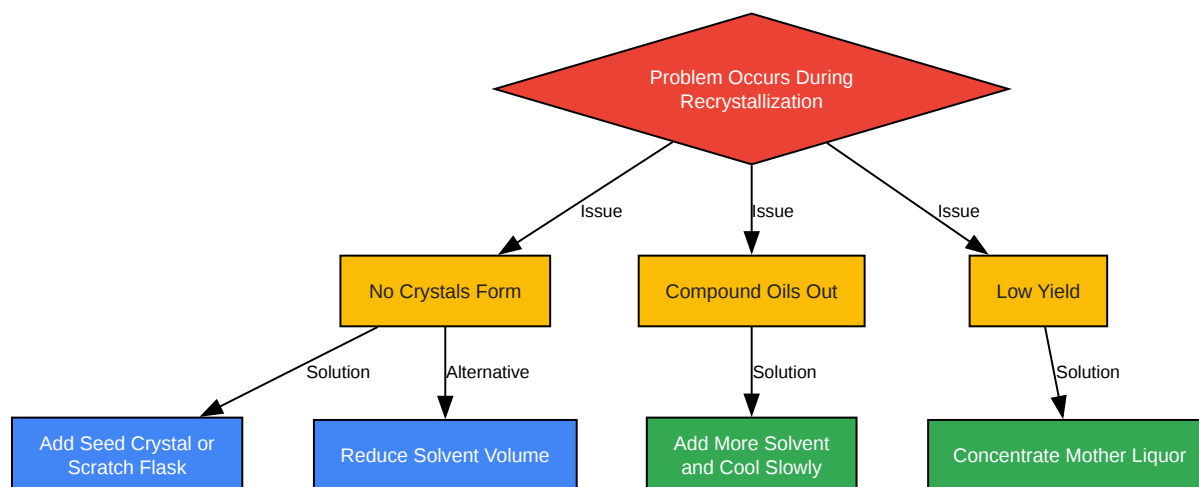 Problem Occurs During
Recrystallization
Issue
Issue
Issue
No Crystals Form
Compound Oils Out
Low Yield
Solution
Alternative
Solution
Solution
Add Seed Crystal or
Scratch Flask
Reduce Solvent Volume
Add More Solvent
and Cool Slowly
Concentrate Mother Liquor